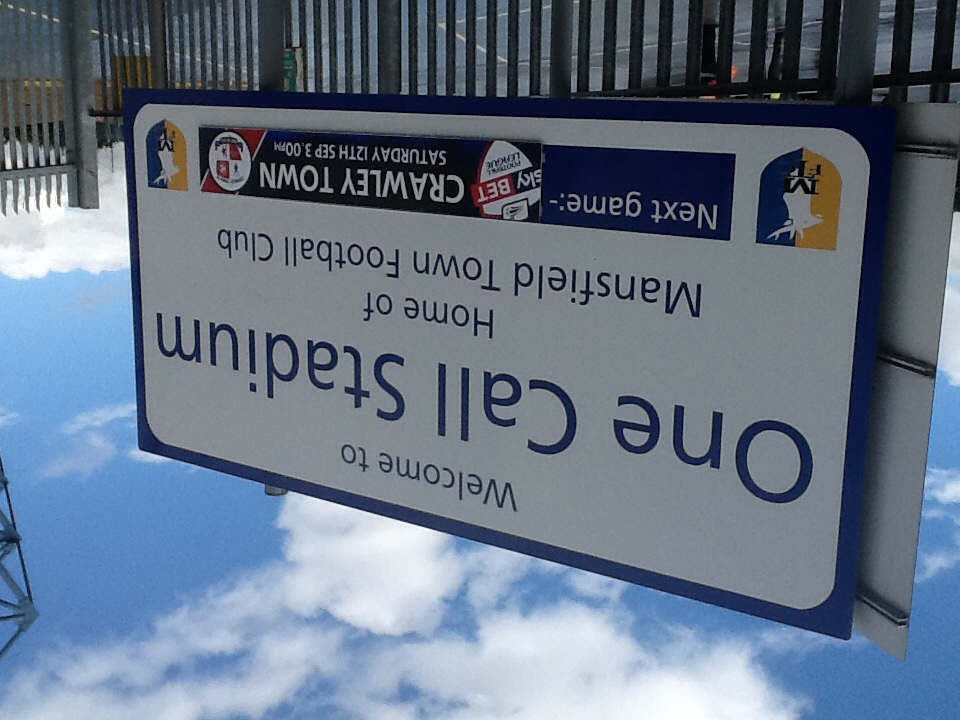 Welcome to
One Call Stadium
Home of
Mansfield Town Football Club
Next game:-
sky BET
FOOTBALL
LEAGUE
CRAWLEY TOWN
SATURDAY 12TH SEP 3.00PM